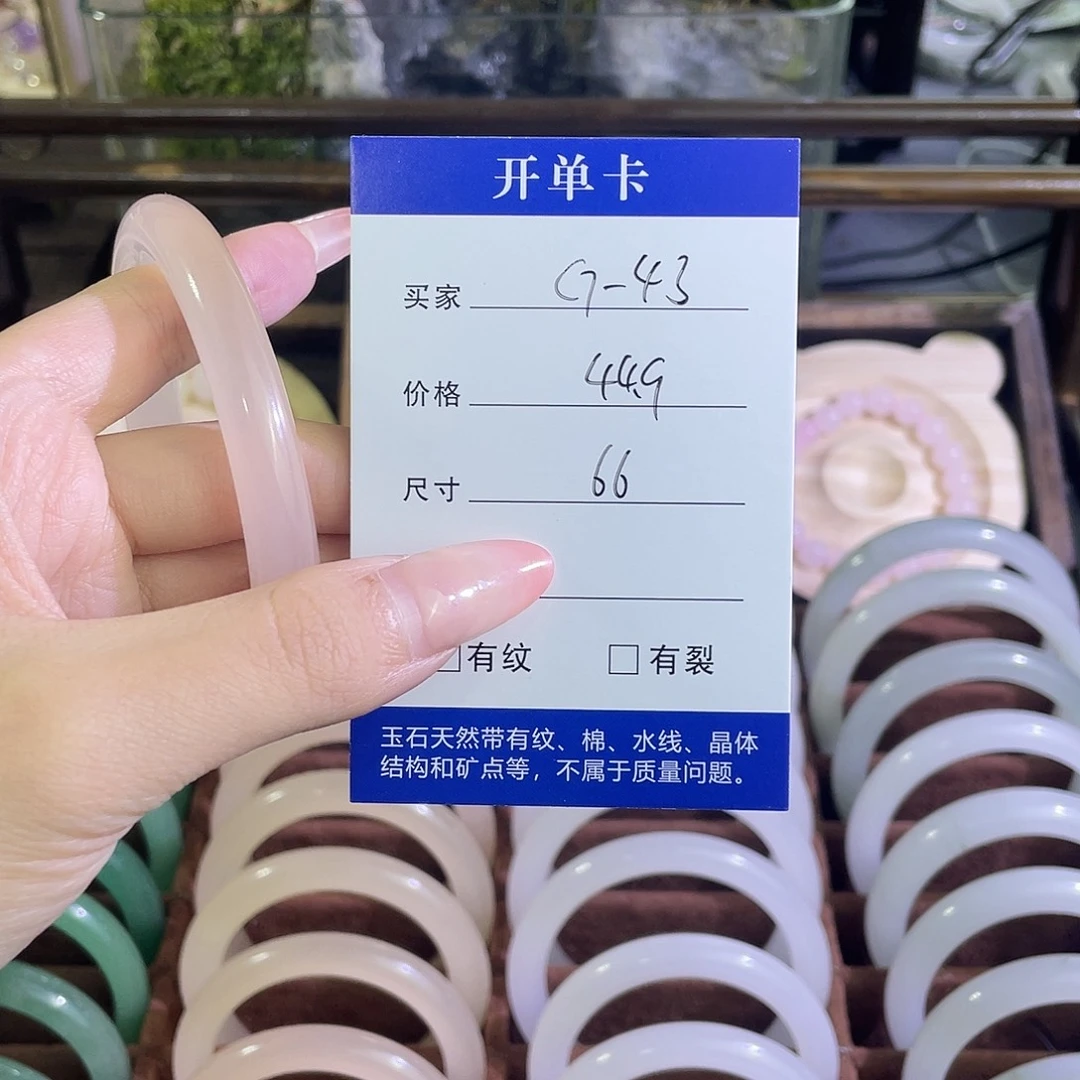 开单卡
买家 G-43
价格 44.9
尺寸 66
有纹 有裂
玉石天然带有纹、棉、水线、晶体
结构和矿点等，不属于质量问题。